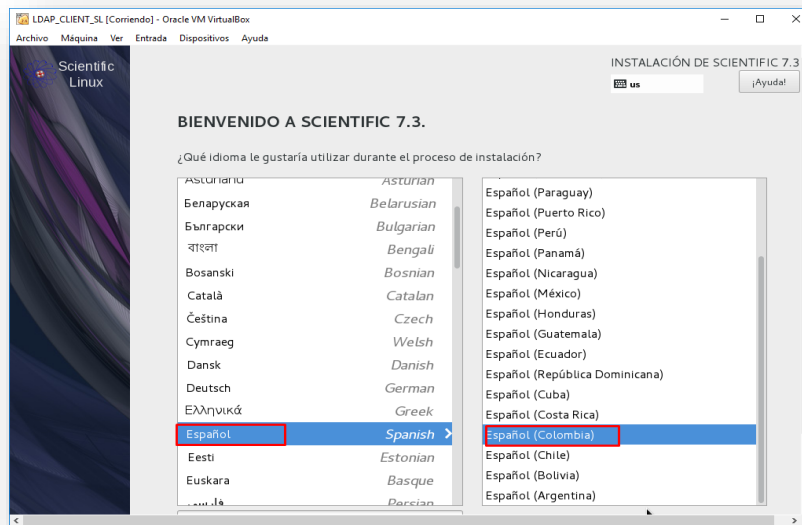 LDAP_CLIENT_SL [Corriendo] - Oracle VM VirtualBox
Archivo Máquina Ver Entrada Dispositivos Ayuda
Scientific
Linux
INSTALACIÓN DE SCIENTIFIC 7.3
us
¡Ayuda!
BIENVENIDO A SCIENTIFIC 7.3.
¿Qué idioma le gustaría utilizar durante el proceso de instalación?
Asturianu Asturian
Беларуская Belarusian
Български Bulgarian
বাংলা Bengali
Bosanski Bosnian
Català Catalan
Čeština Czech
Cymraeg Welsh
Dansk Danish
Deutsch German
Ελληνικά Greek
Español Spanish
Eesti Estonian
Euskara Basque
فارسی Persian
Español (Paraguay)
Español (Puerto Rico)
Español (Perú)
Español (Panamá)
Español (Nicaragua)
Español (México)
Español (Honduras)
Español (Guatemala)
Español (Ecuador)
Español (República Dominicana)
Español (Cuba)
Español (Costa Rica)
Español (Colombia)
Español (Chile)
Español (Bolivia)
Español (Argentina)